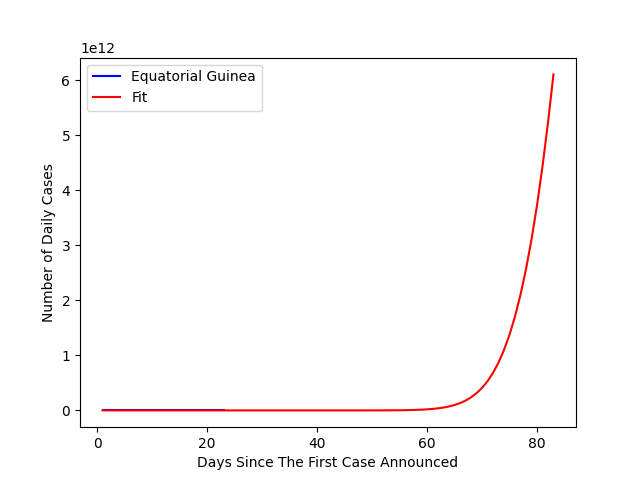 1e12
Equatorial Guinea
Fit
6
5
4
3
2
1
0
Number of Daily Cases
0
20
40
60
80
Days Since The First Case Announced